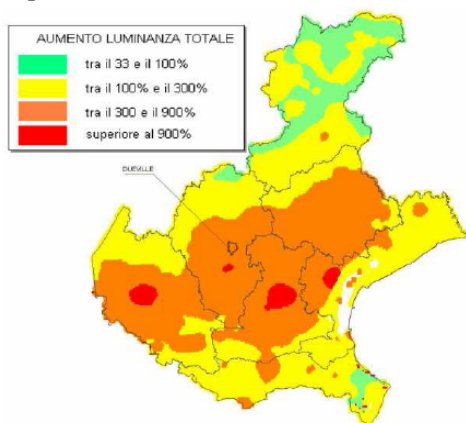 AUMENTO LUMINANZA TOTALE
tra il 33 e il 100%
tra il 100% e il 300%
tra il 300 e il 900%
superiore al 900%
DUEVILLE